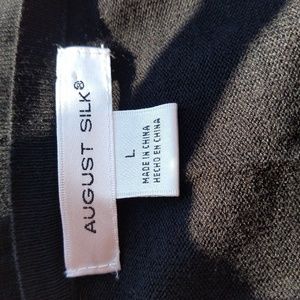 AUGUST SILK®
L
MADE IN CHINA
HECHO EN CHINA